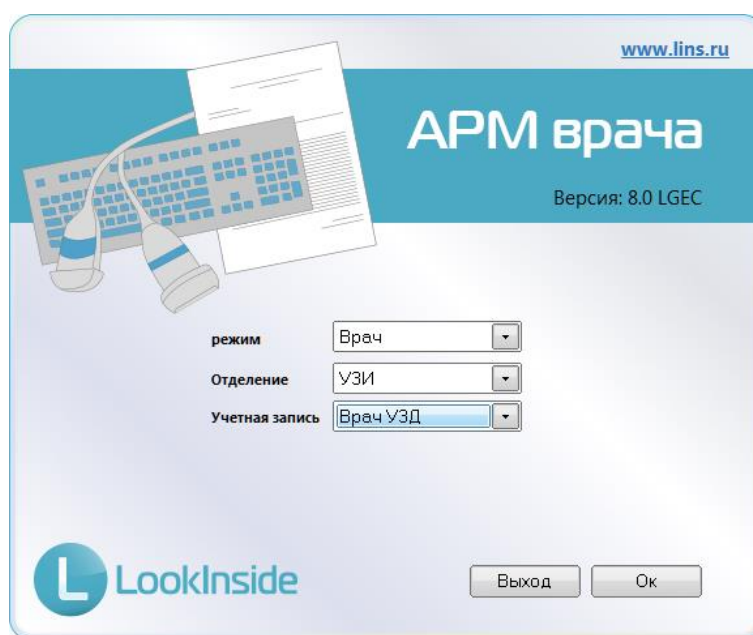 www.lins.ru
АРМ врача
Версия: 8.0 LGEC
режим Врач
Отделение УЗИ
Учетная запись Врач УЗД
L LookInside
Выход Ок